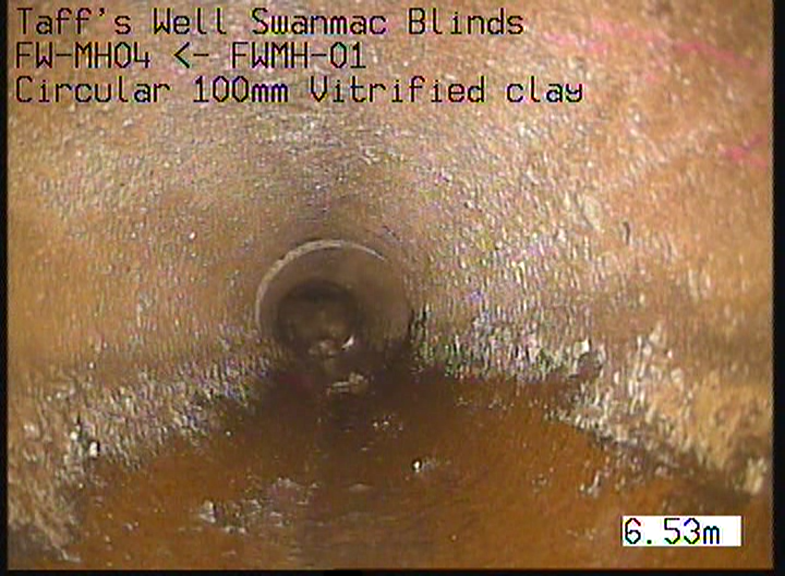 Taff's Well Swanmac Blinds
FW-MH04 <- FWMH-01
Circular 100mm Vitrified clay
6.53m